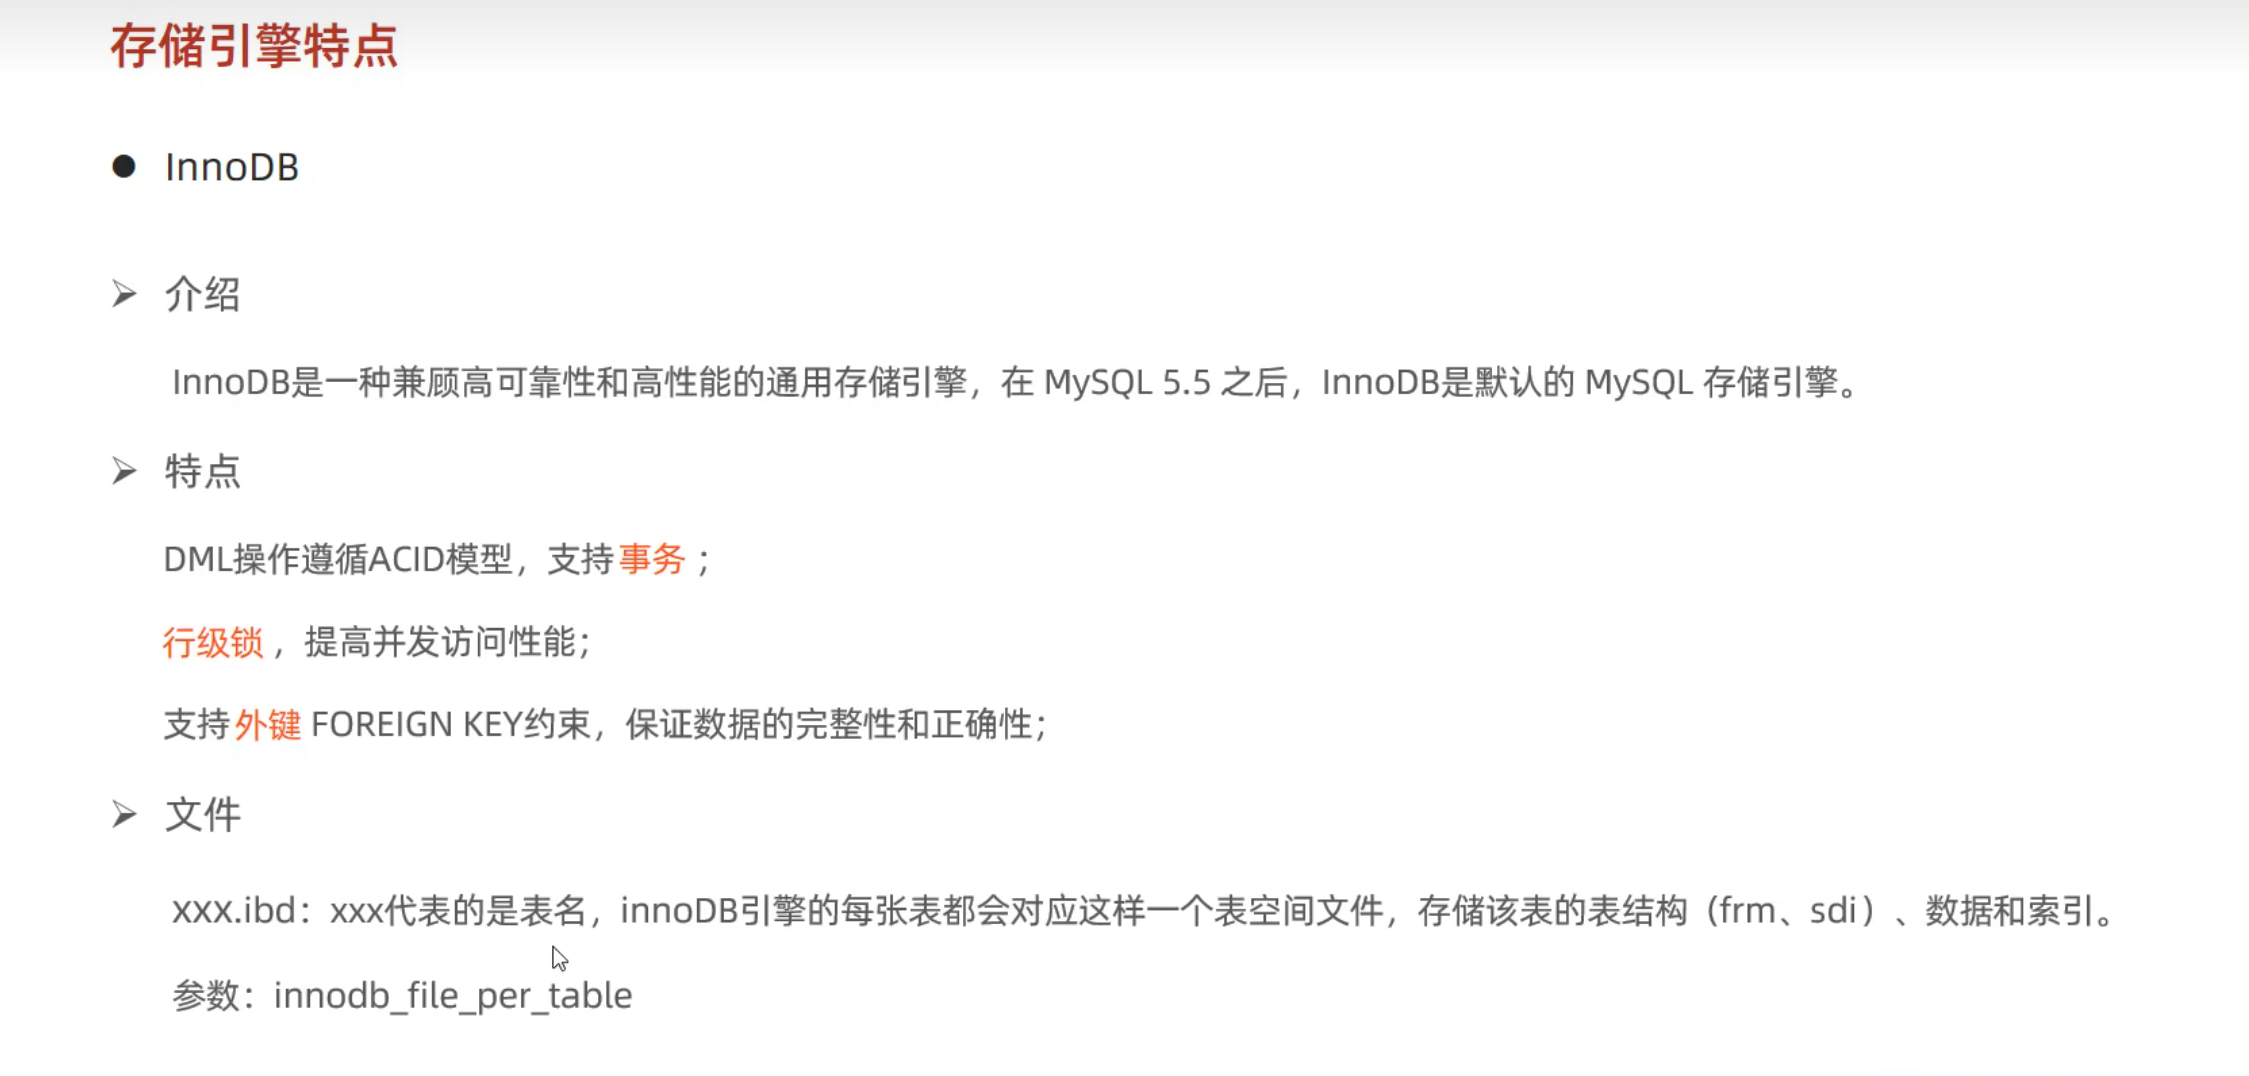 存储引擎特点
InnoDB
介绍
InnoDB是一种兼顾高可靠性和高性能的通用存储引擎，在 MySQL 5.5 之后，InnoDB是默认的 MySQL 存储引擎。
特点
DML操作遵循ACID模型，支持事务；
行级锁，提高并发访问性能；
支持外键 FOREIGN KEY约束，保证数据的完整性和正确性；
文件
xxx.ibd：xxx代表的是表名，innoDB引擎的每张表都会对应这样一个表空间文件，存储该表的表结构（frm、sdi）、数据和索引。
参数：innodb_file_per_table